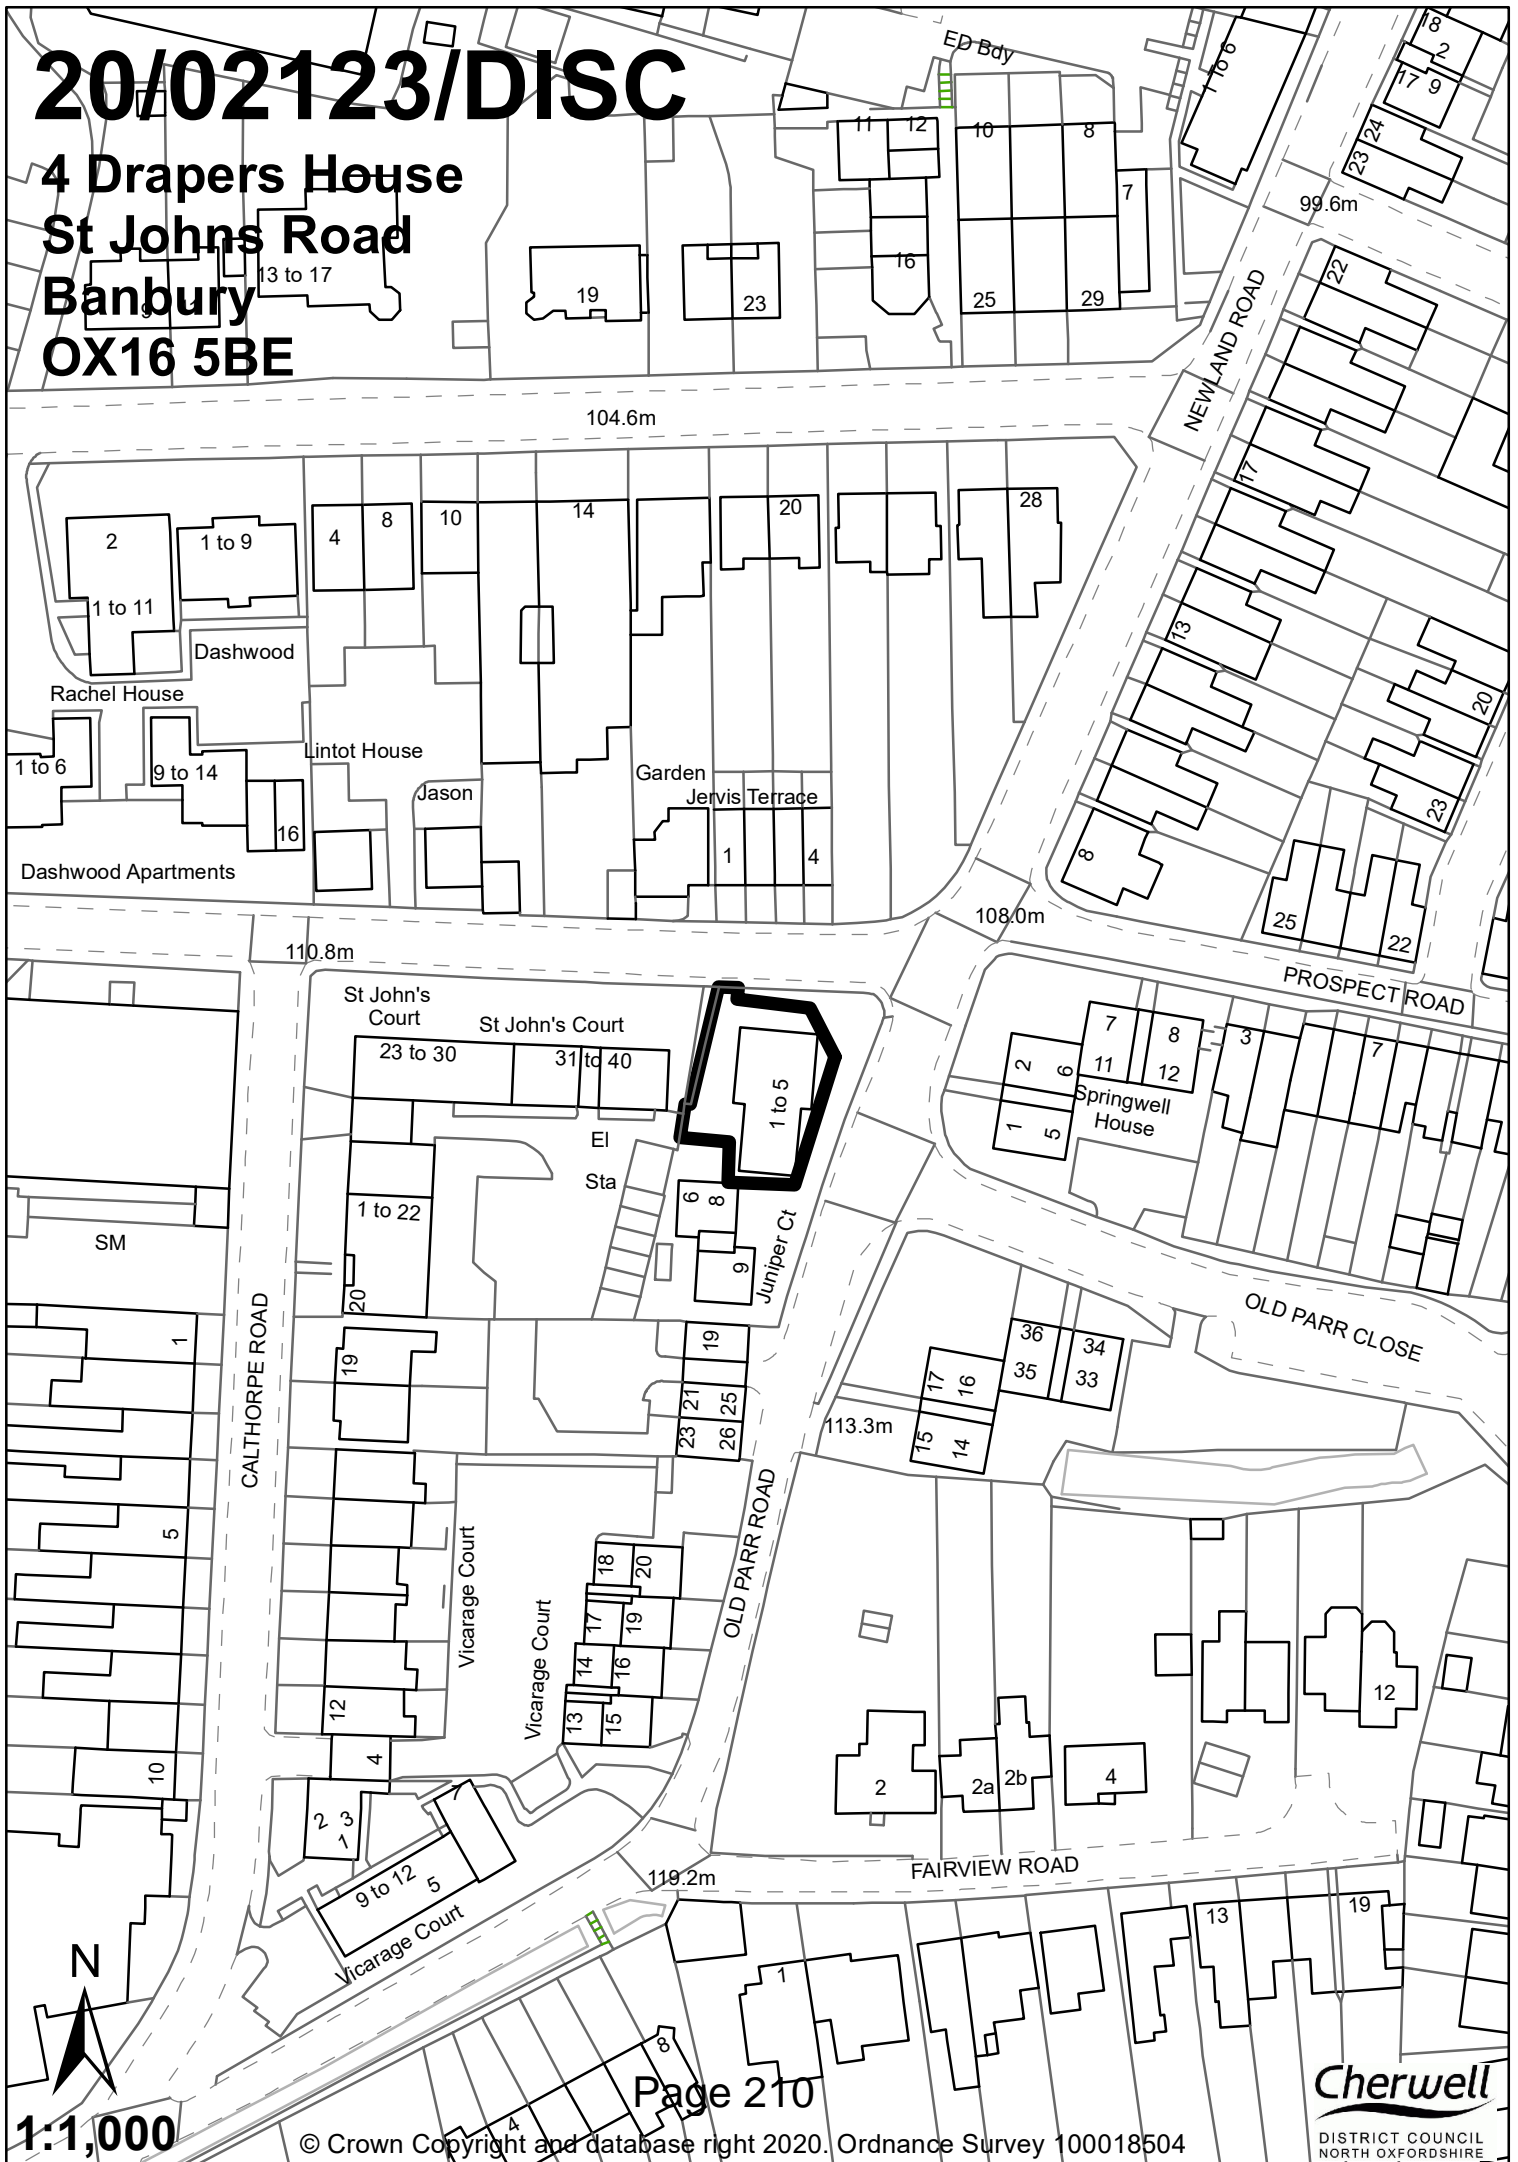 20/02123/DISC
4 Drapers House
St Johns Road
Banbury
OX16 5BE
ED Bdy
1 To 6
18
2
17
9
24
23
99.6m
11
12
10
8
7
16
25
29
13 to 17
9
11
19
23
22
NEWLAND ROAD
104.6m
17
2
1 to 9
4
8
10
14
20
28
1 to 11
Dashwood
13
Rachel House
20
1 to 6
9 to 14
Lintot House
Garden
Jason
Jervis Terrace
23
16
1
4
8
Dashwood Apartments
25
22
108.0m
110.8m
PROSPECT ROAD
St John's
Court
St John's Court
23 to 30
31 to 40
1 to 5
7
8
11
12
2
6
1
5
3
7
Springwell
House
El
Sta
6
8
9
Juniper Ct
1 to 22
20
SM
CALTHORPE ROAD
OLD PARR CLOSE
1
19
19
21
25
23
26
36
34
35
33
17
16
15
14
113.3m
5
OLD PARR ROAD
Vicarage Court
Vicarage Court
18
20
17
19
14
16
13
15
12
10
4
2
3
1
7
9 to 12
5
Vicarage Court
2
2a
2b
4
12
FAIRVIEW ROAD
119.2m
1
13
19
N
8
4
Page 210
1:1,000
© Crown Copyright and database right 2020. Ordnance Survey 100018504
Cherwell
DISTRICT COUNCIL
NORTH OXFORDSHIRE